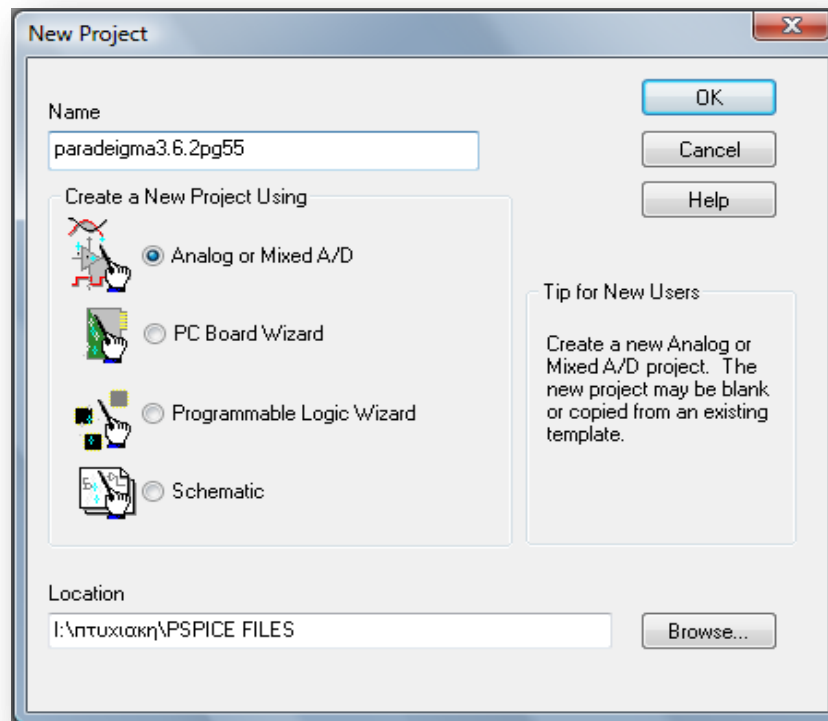 New Project
Name
paradeigma3.6.2pg55
Create a New Project Using
Analog or Mixed A/D
PC Board Wizard
Programmable Logic Wizard
Schematic
OK
Cancel
Help
Tip for New Users
Create a new Analog or
Mixed A/D project. The
new project may be blank
or copied from an existing
template.
Location
I:\πτυχιακη\PSPICE FILES
Browse...